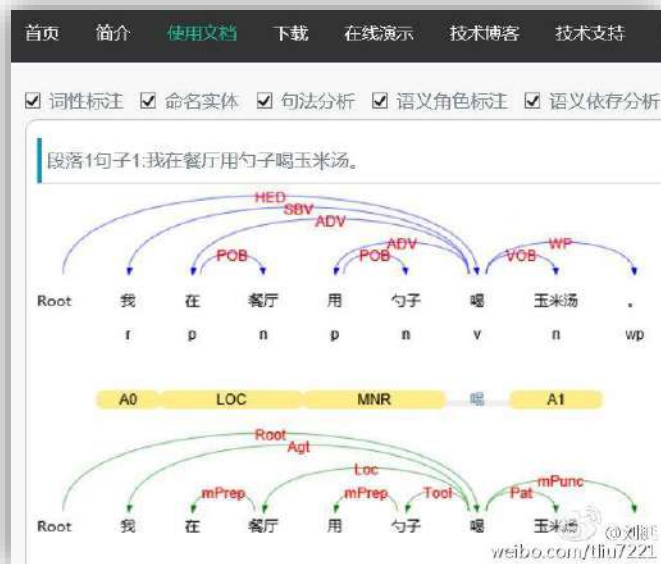 首页 简介 使用文档 下载 在线演示 技术博客 技术支持
词性标注 命名实体 句法分析 语义角色标注 语义依存分析
段落1句子1:我在餐厅用勺子喝玉米汤。
HED
SBV
ADV
ADV WP
POB POB VOB
Root 我 在 餐厅 用 勺子 喝 玉米汤 。
r p n p n v n wp
A0 LOC MNR 喝 A1
Root
Agt
Loc
mPunc
mPrep mPrep Tool Pat
Root 我 在 餐厅 用 勺子 喝 玉米汤
weibo.com/tliu7221